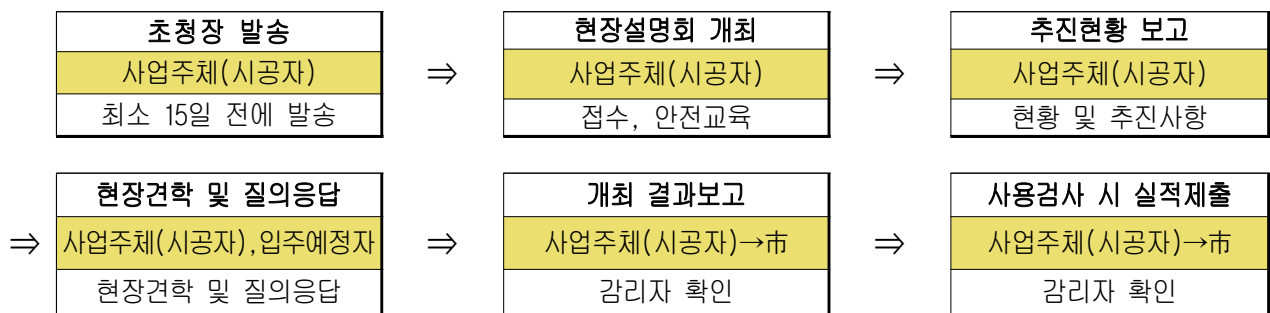 초청장 발송
사업주체(시공자)
최소 15일 전에 발송
⇒
현장설명회 개최
사업주체(시공자)
접수, 안전교육
⇒
추진현황 보고
사업주체(시공자)
현황 및 추진사항
⇒
현장견학 및 질의응답
사업주체(시공자),입주예정자
현장견학 및 질의응답
⇒
개최 결과보고
사업주체(시공자)→市
감리자 확인
⇒
사용검사 시 실적제출
사업주체(시공자)→市
감리자 확인